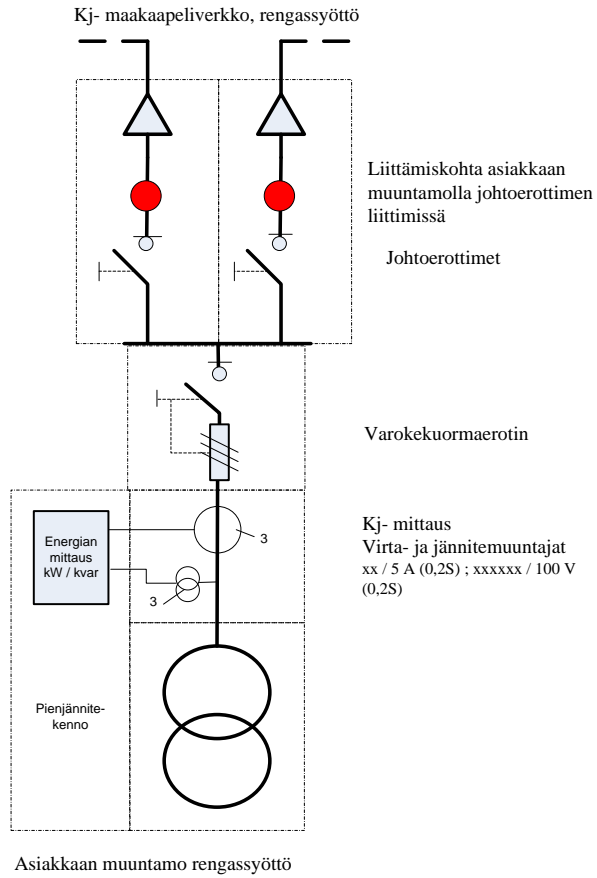 Kj- maakaapeliverkko, rengassyöttö
Liittämiskohta asiakkaan
muuntamolla johtoerottimen
liittimissä
Johtoerottimet
Varokekuormaerotin
Energian
mittaus
kW / kvar
3
3
Kj- mittaus
Virta- ja jännitemuuntajat
xx / 5 A (0,2S) ; xxxxxx / 100 V
(0,2S)
Pienjännite-
kenno
Asiakkaan muuntamo rengassyöttö